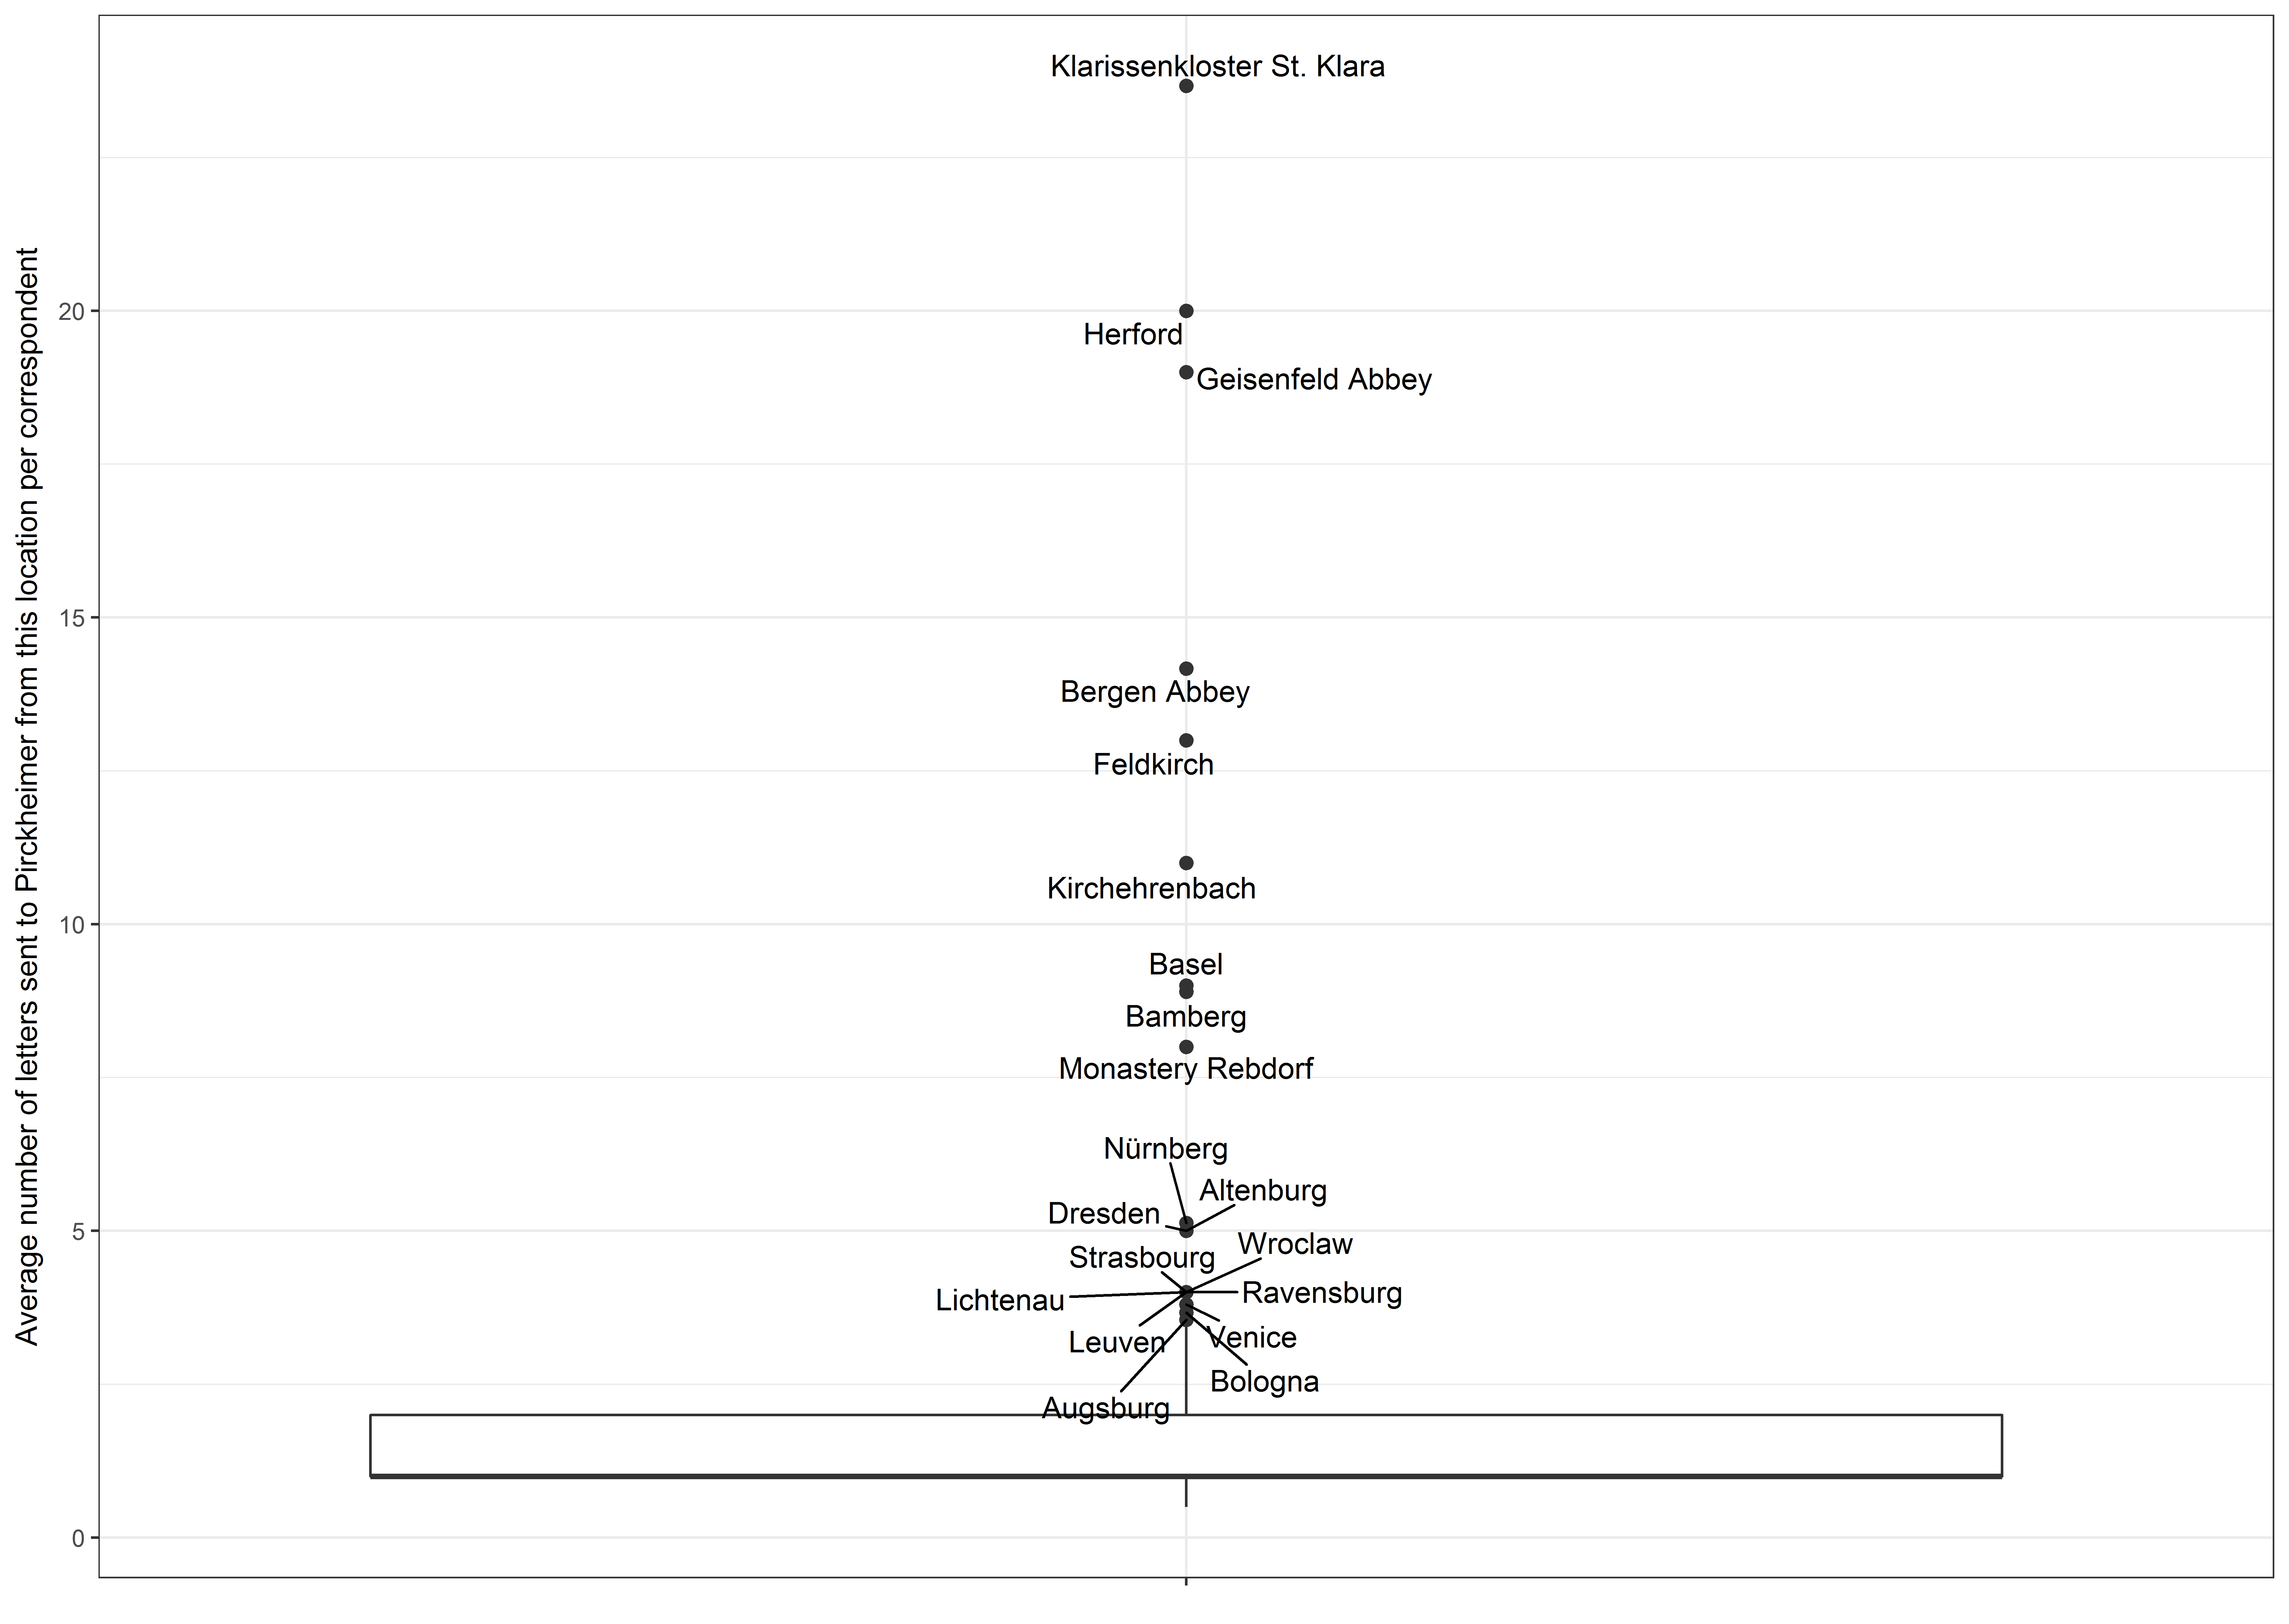 Average number of letters sent to Pirckheimer from this location per correspondent
Klarissenkloster St. Klara
20
Herford
Geisenfeld Abbey
15
Bergen Abbey
Feldkirch
Kirchehrenbach
10
Basel
Bamberg
Monastery Rebdorf
Nürnberg
Altenburg
Dresden
5
Wroclaw
Strasbourg
Ravensburg
Lichtenau
Venice
Leuven
Bologna
Augsburg
0